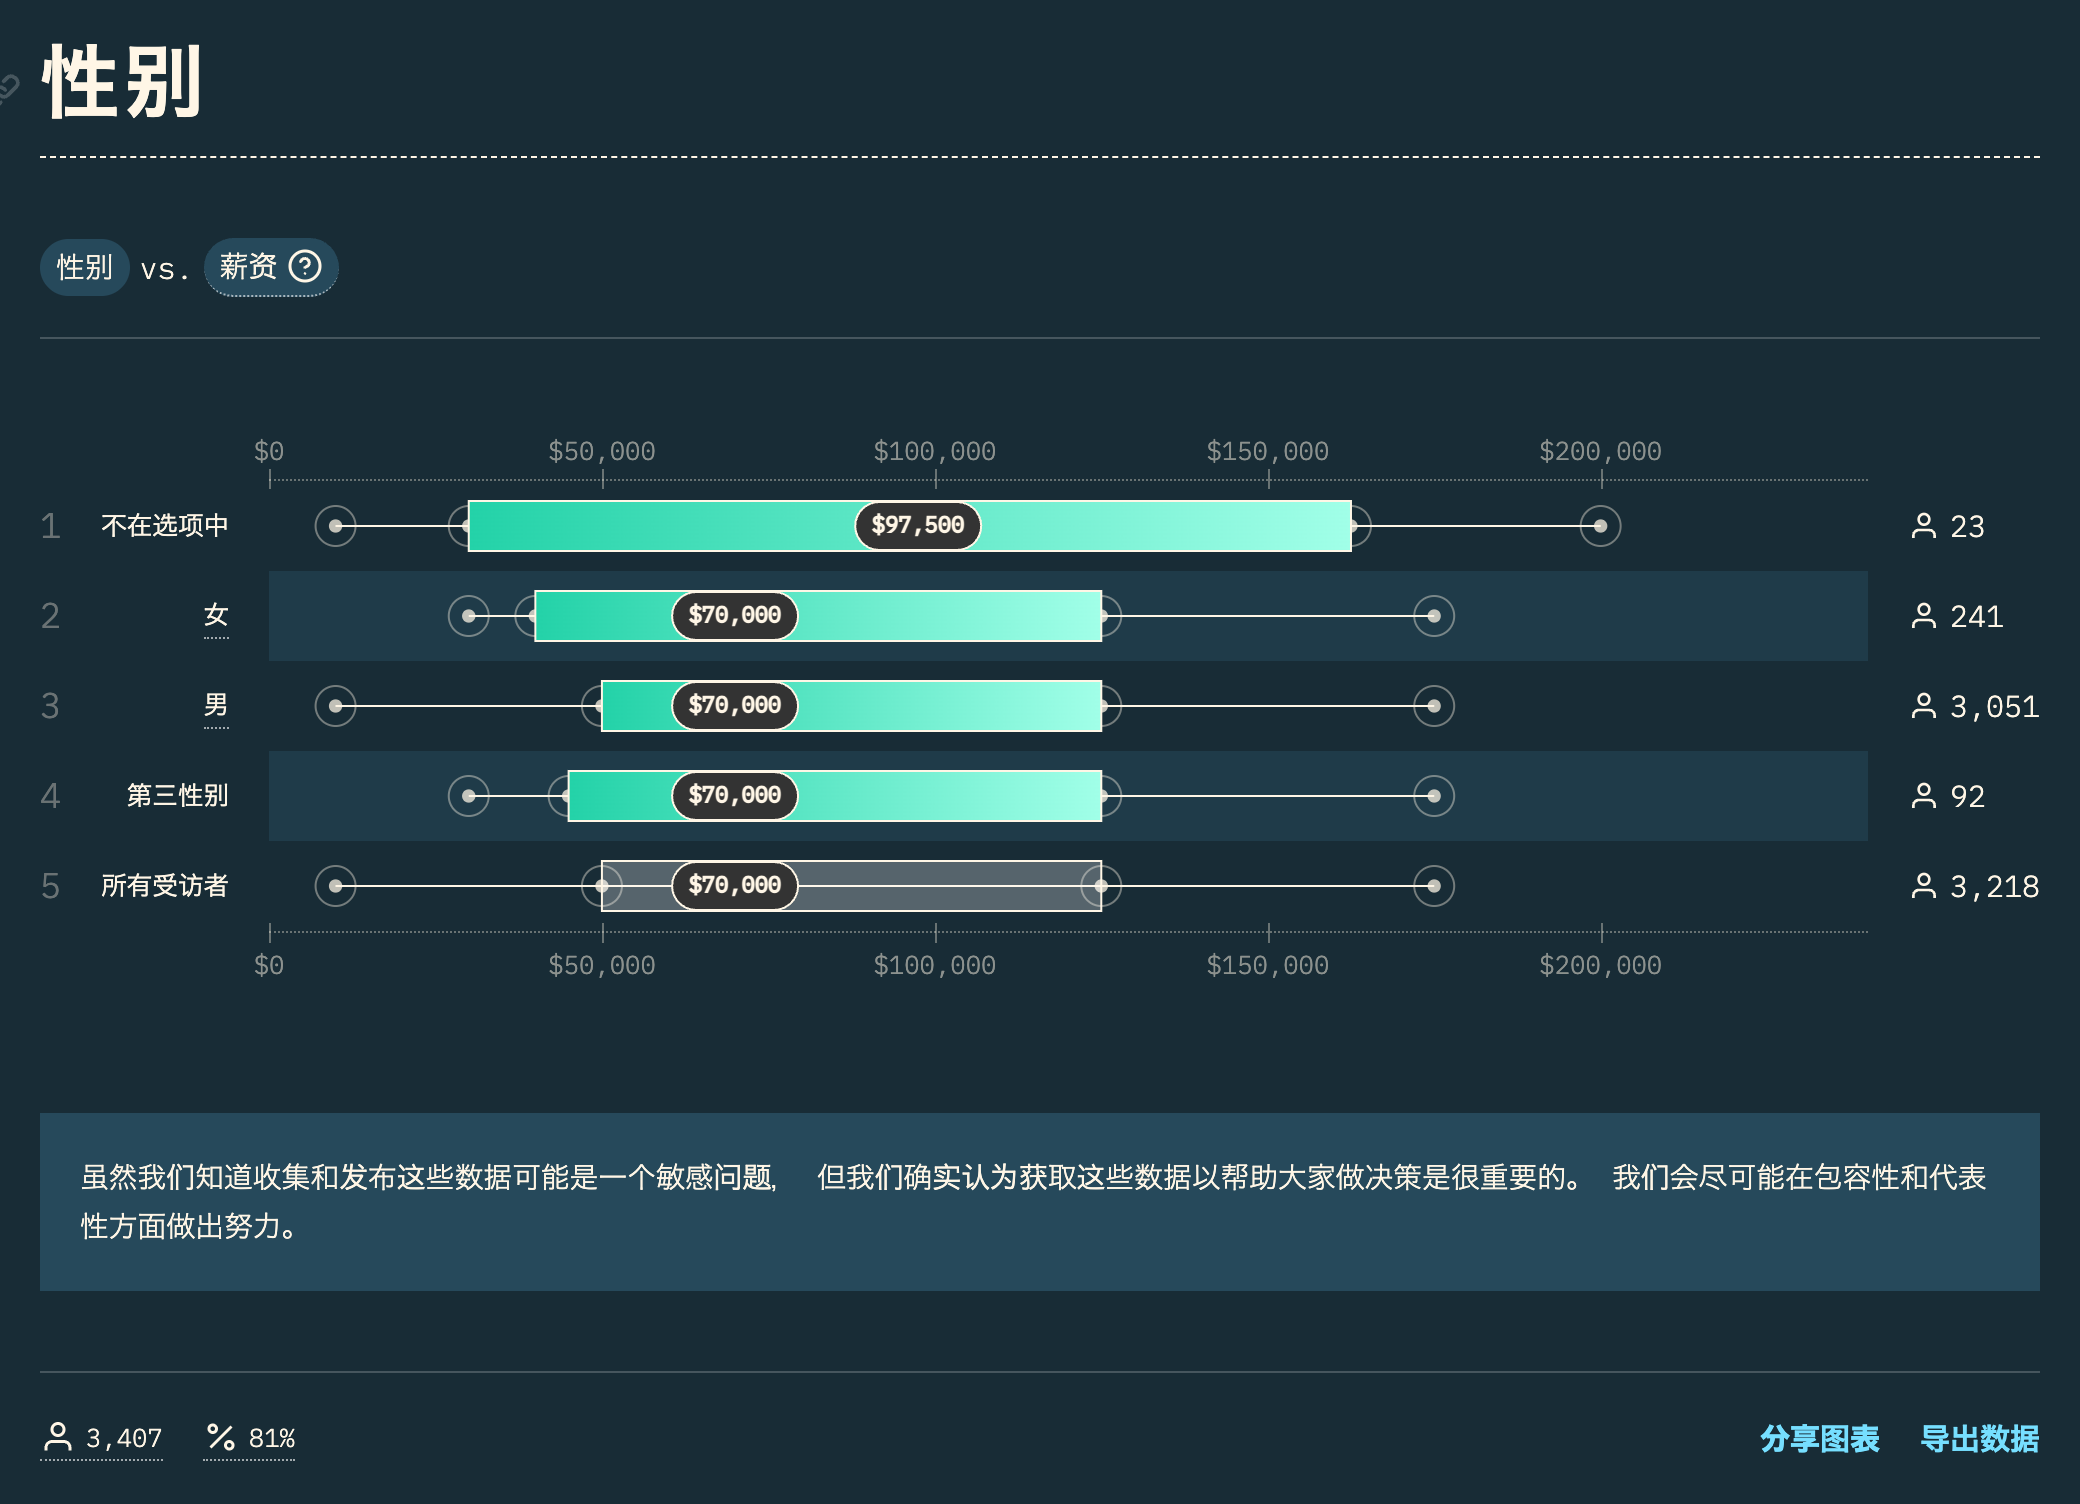 性别
性别 vs. 薪资
$0 $50,000 $100,000 $150,000 $200,000
1 不在选项中 $97,500 23
2 女 $70,000 241
3 男 $70,000 3,051
4 第三性别 $70,000 92
5 所有受访者 $70,000 3,218
$0 $50,000 $100,000 $150,000 $200,000
虽然我们知道收集和发布这些数据可能是一个敏感问题， 但我们确实认为获取这些数据以帮助大家做决策是很重要的。 我们会尽可能在包容性和代表
性方面做出努力。
3,407 81% 分享图表 导出数据